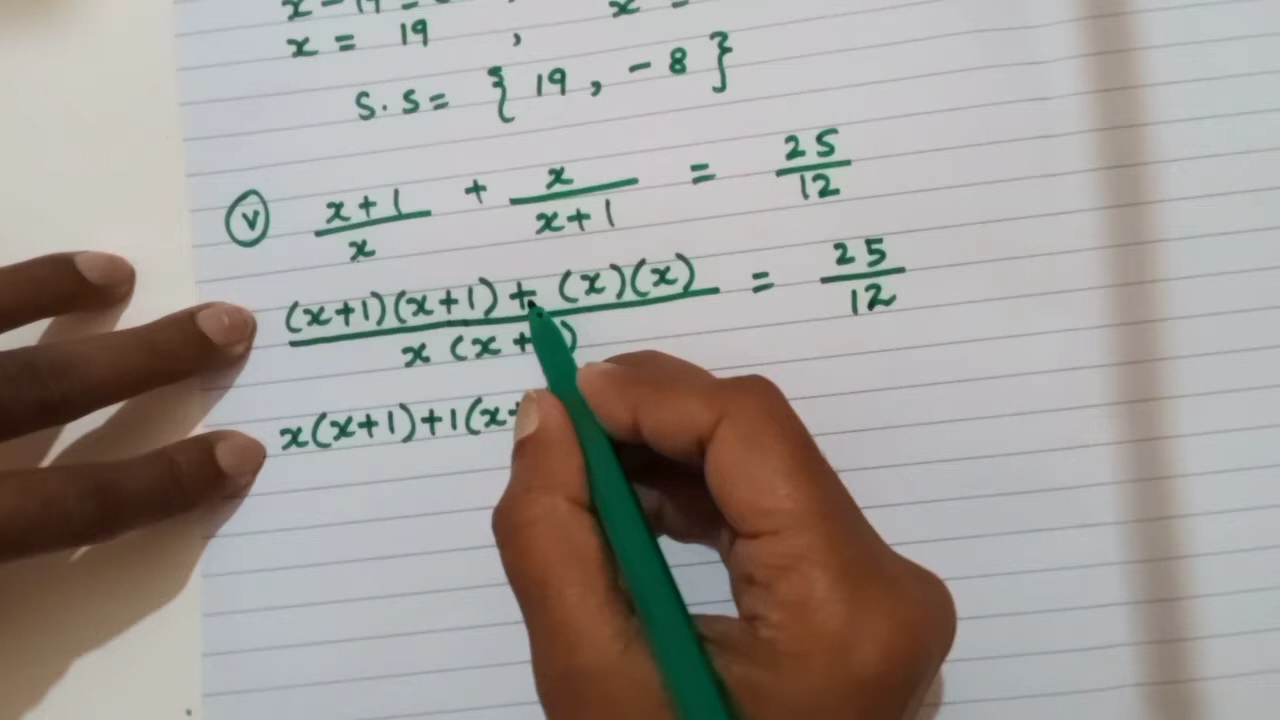 x = 19 ,
S.S = { 19 , - 8 }
(v) x+1/x + x/x+1 = 25/12
(x+1)(x+1) + (x)(x)/x(x+ ) = 25/12
x(x+1)+1(x+